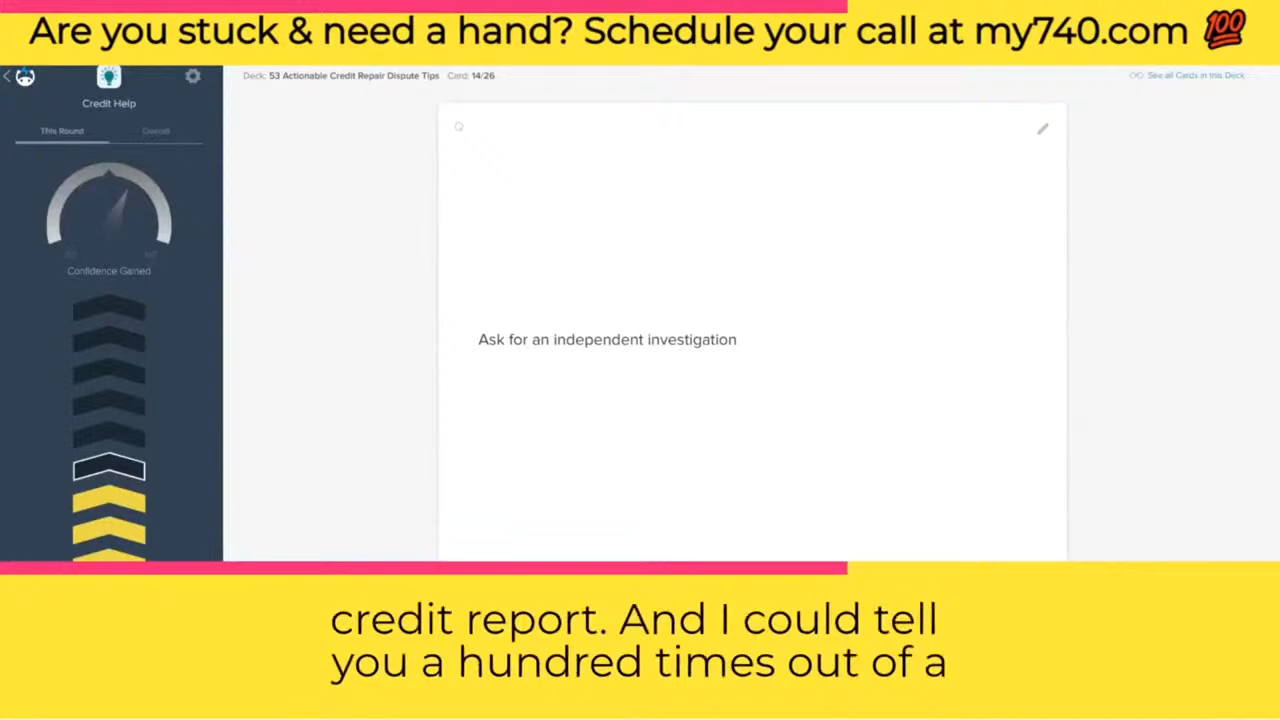 Are you stuck & need a hand? Schedule your call at my740.com 💯
Deck: 53 Actionable Credit Repair Dispute Tips Card: 14/26
See all Cards in this Deck
Credit Help
This Round Overall
Q
Confidence Gained
Ask for an independent investigation
credit report. And I could tell
you a hundred times out of a